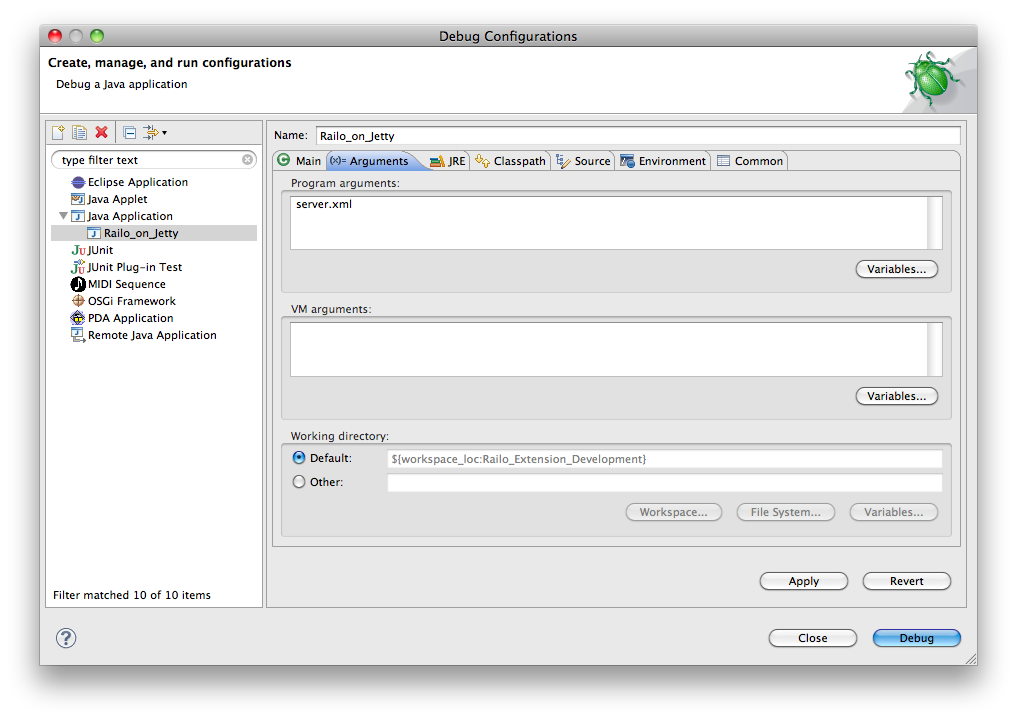 Debug Configurations
Create, manage, and run configurations
Debug a Java application
type filter text
Eclipse Application
Java Applet
Java Application
Railo_on_Jetty
JUnit
JUnit Plug-in Test
MIDI Sequence
OSGi Framework
PDA Application
Remote Java Application
Filter matched 10 of 10 items
Name: Railo_on_Jetty
Main (x)= Arguments JRE Classpath Source Environment Common
Program arguments:
server.xml
Variables...
VM arguments:
Variables...
Working directory:
Default: ${workspace_loc:Railo_Extension_Development}
Other:
Workspace... File System... Variables...
Apply Revert
? Close Debug